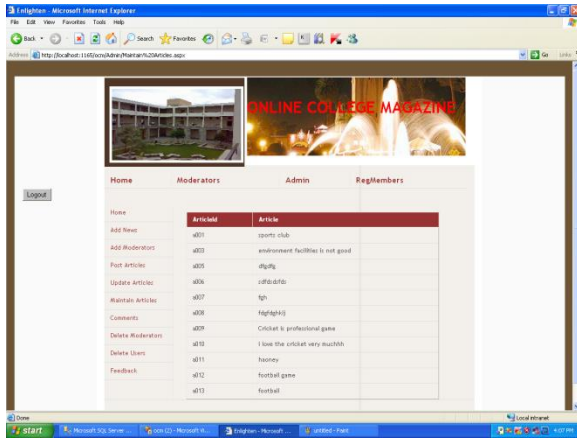 Enlighten - Microsoft Internet Explorer
File Edit View Favorites Tools Help
Back Search Favorites
Address http://localhost:1165/ocm/Admin/Maintain%20Articles.aspx Go Links
ONLINE COLLEGE MAGAZINE
Home Moderators Admin RegMembers
Logout
Home
Add News
Add Moderators
Post Articles
Update Articles
Maintain Articles
Comments
Delete Moderators
Delete Users
Feedback
ArticleId Article
a001 sports club
a003 environment facilities is not good
a005
a006
a007 fgh
a008
a009 Cricket is professional game
a010 I love the cricket very muchhh
a011 hooney
a012 football game
a013 football
Done Local intranet
start Microsoft SQL Server ... ocm (2) - Microsoft W... Enlighten - Microsoft ... untitled - Paint 4:07 PM